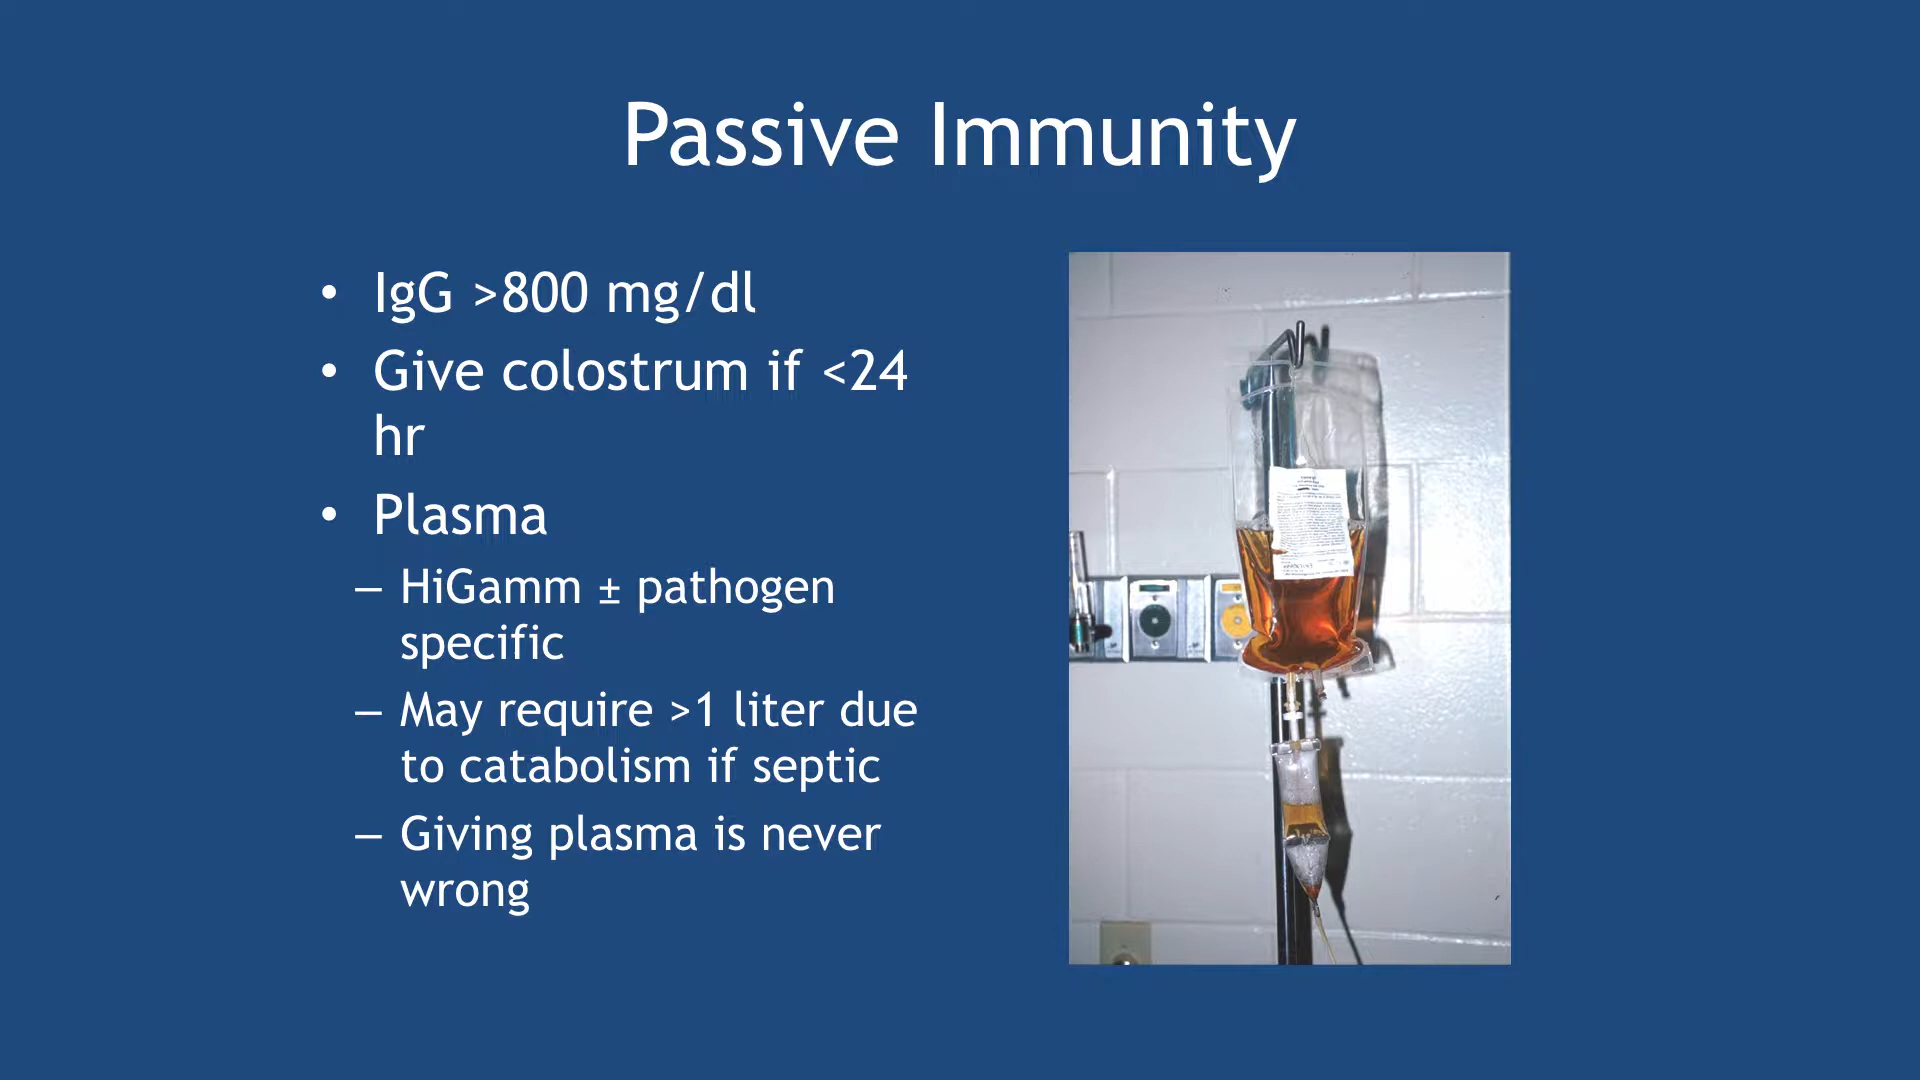 Passive Immunity
• IgG >800 mg/dl
• Give colostrum if <24
hr
• Plasma
– HiGamm ± pathogen
specific
– May require >1 liter due
to catabolism if septic
– Giving plasma is never
wrong